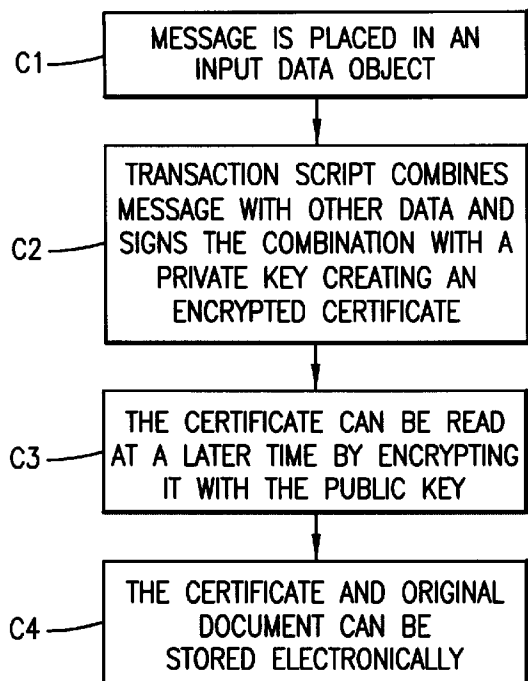 C1
MESSAGE IS PLACED IN AN
INPUT DATA OBJECT
C2
TRANSACTION SCRIPT COMBINES
MESSAGE WITH OTHER DATA AND
SIGNS THE COMBINATION WITH A
PRIVATE KEY CREATING AN
ENCRYPTED CERTIFICATE
C3
THE CERTIFICATE CAN BE READ
AT A LATER TIME BY ENCRYPTING
IT WITH THE PUBLIC KEY
C4
THE CERTIFICATE AND ORIGINAL
DOCUMENT CAN BE
STORED ELECTRONICALLY